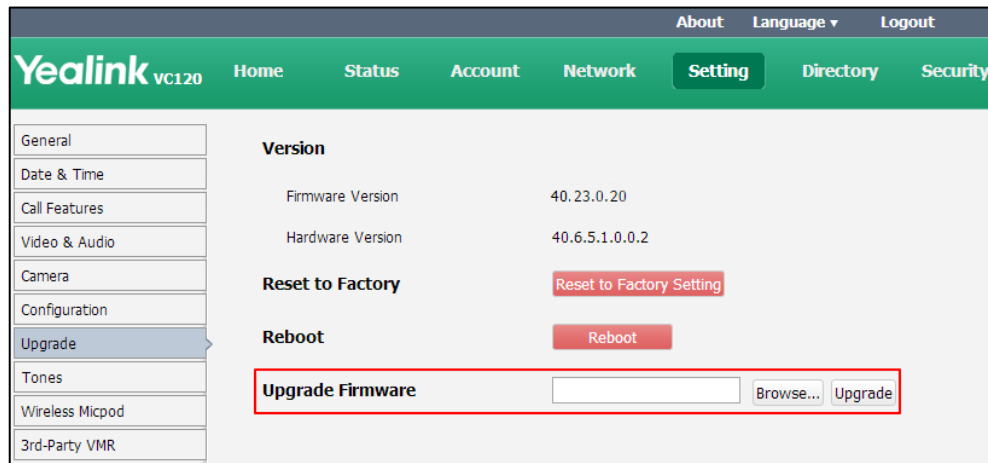 About Language ▾ Logout
Yealink VC120 Home Status Account Network Setting Directory Security
General
Date & Time
Call Features
Video & Audio
Camera
Configuration
Upgrade
Tones
Wireless Micpod
3rd-Party VMR
Version
Firmware Version 40.23.0.20
Hardware Version 40.6.5.1.0.0.2
Reset to Factory Reset to Factory Setting
Reboot Reboot
Upgrade Firmware Browse... Upgrade